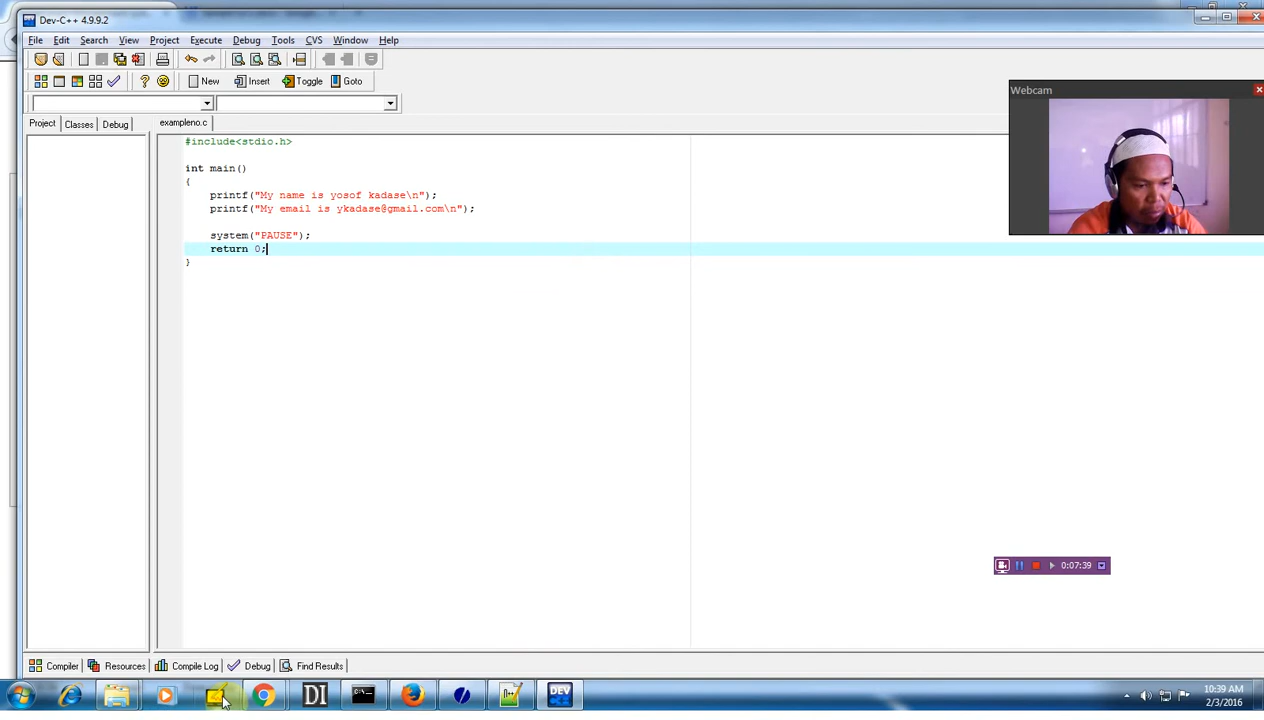 Dev-C++ 4.9.9.2
File Edit Search View Project Execute Debug Tools CVS Window Help
New Insert Toggle Goto
Project Classes Debug
exampleno.c
#include<stdio.h>
int main()
{
printf("My name is yosof kadase\n");
printf("My email is ykadase@gmail.com\n");
system("PAUSE");
return 0;
}
Webcam
0:07:39
Compiler Resources Compile Log Debug Find Results
DI
DEV
10:39 AM
2/3/2016